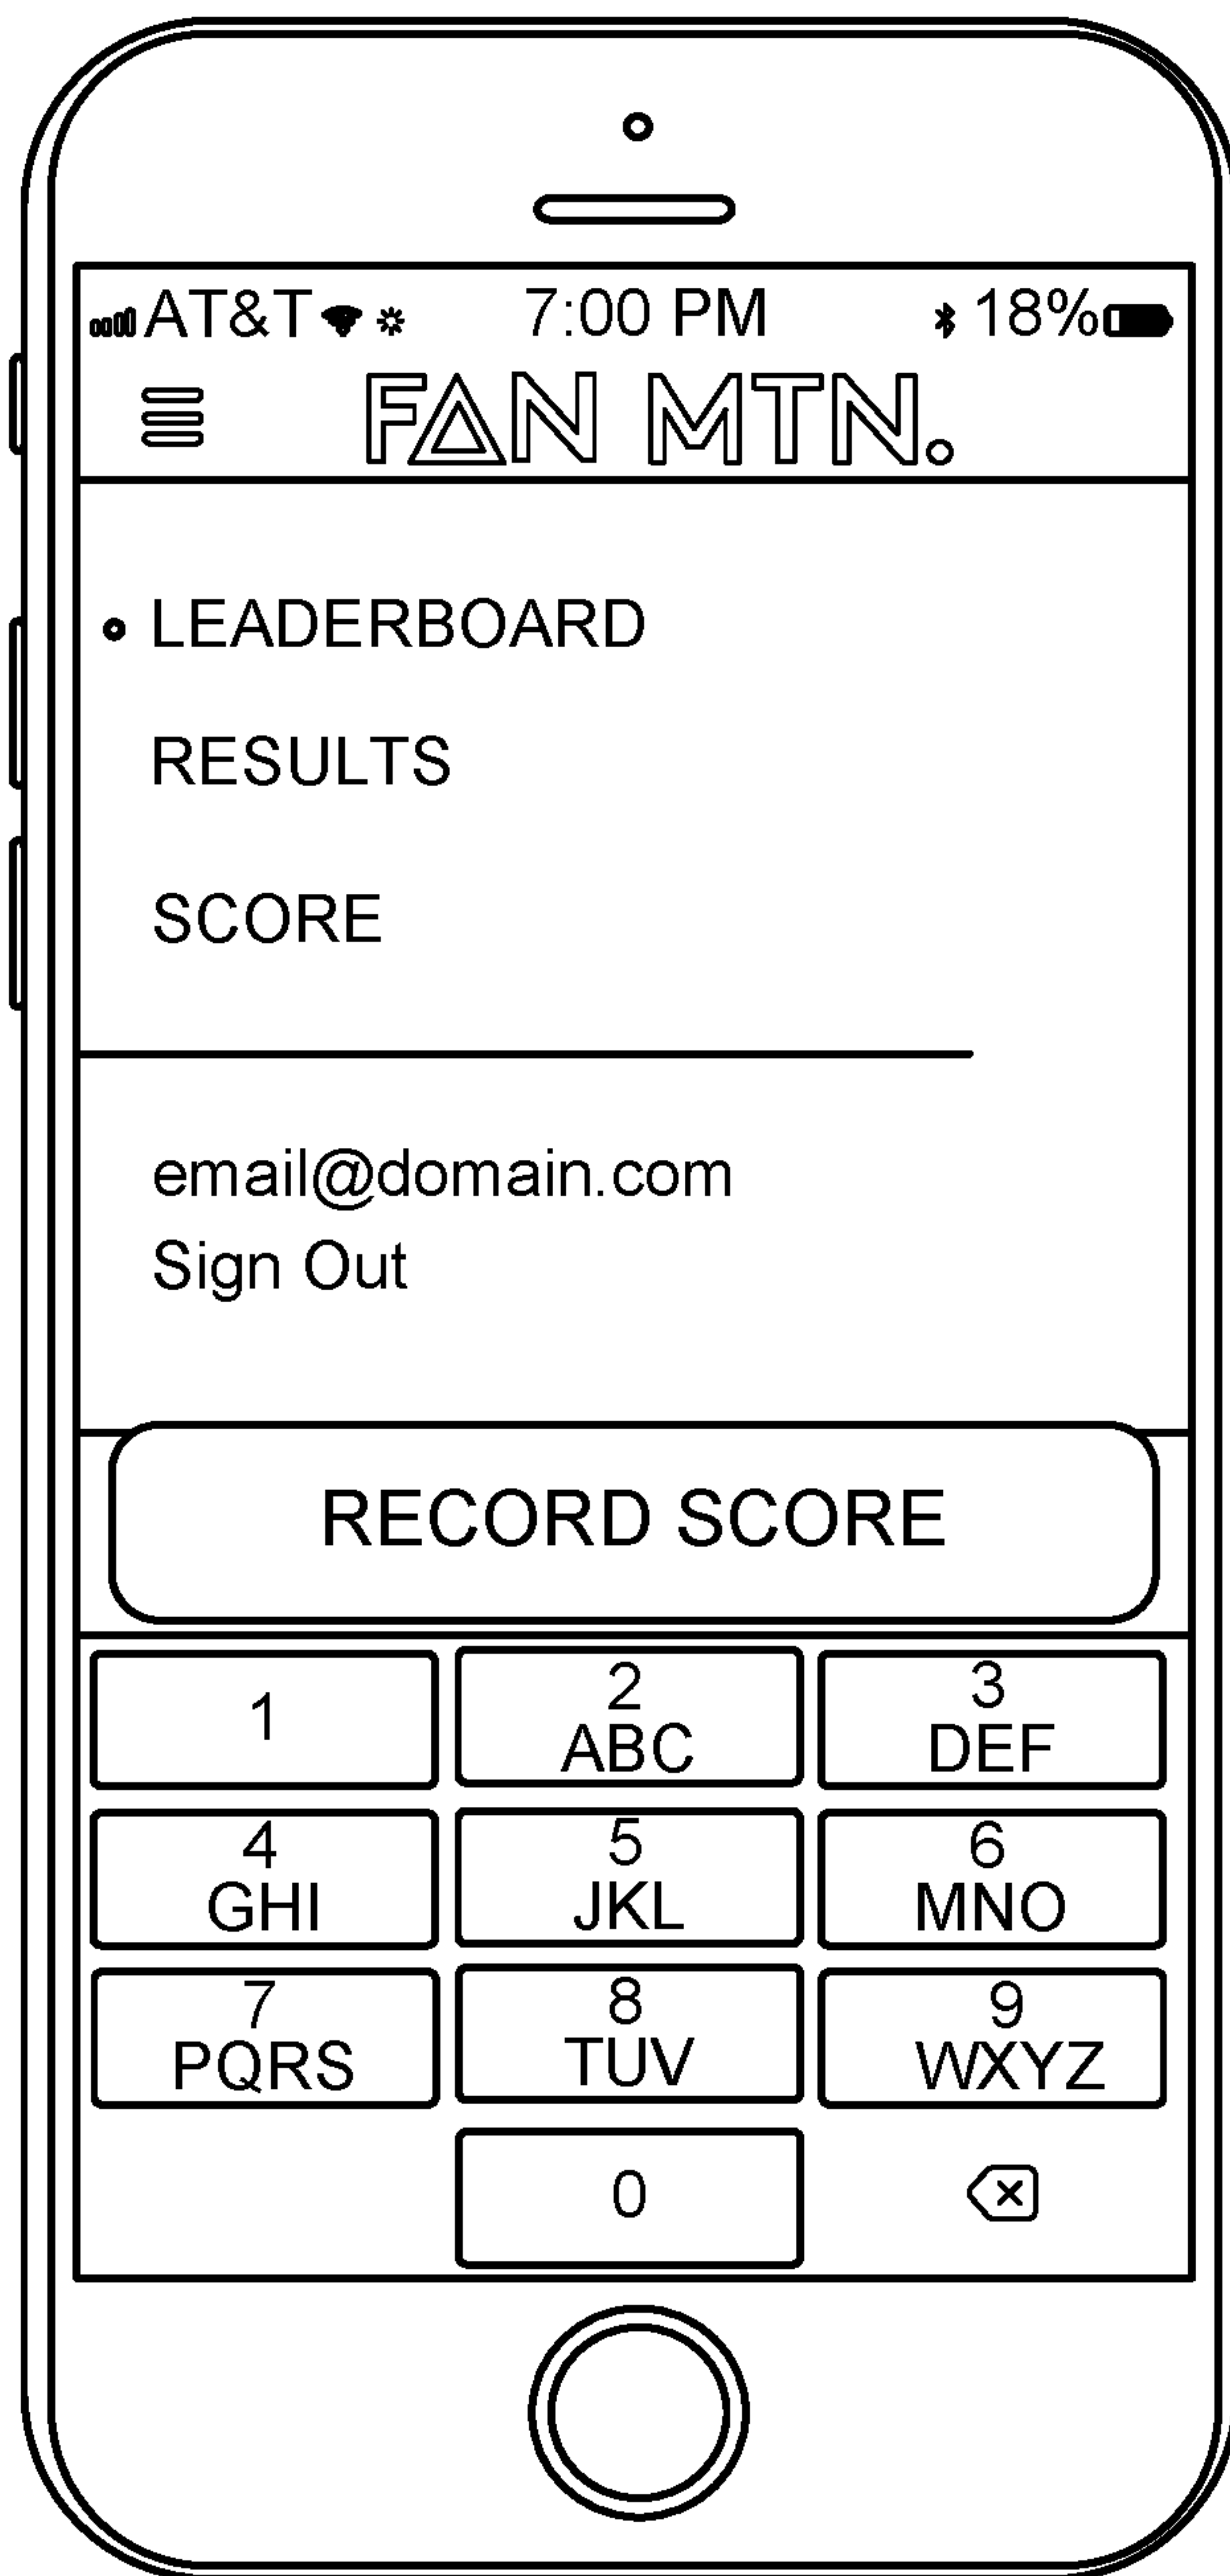 AT&T 7:00 PM 18%
FAN MTN.
LEADERBOARD
RESULTS
SCORE
email@domain.com
Sign Out
RECORD SCORE
1 2 3
ABC DEF
4 5 6
GHI JKL MNO
7 8 9
PQRS TUV WXYZ
0